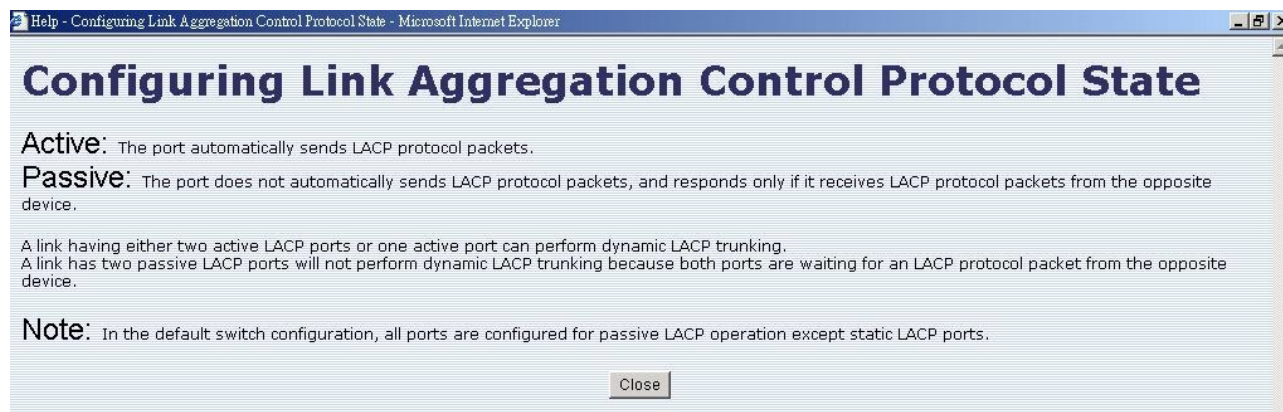 Help - Configuring Link Aggregation Control Protocol State - Microsoft Internet Explorer
Configuring Link Aggregation Control Protocol State
Active: The port automatically sends LACP protocol packets.
Passive: The port does not automatically sends LACP protocol packets, and responds only if it receives LACP protocol packets from the opposite
device.
A link having either two active LACP ports or one active port can perform dynamic LACP trunking.
A link has two passive LACP ports will not perform dynamic LACP trunking because both ports are waiting for an LACP protocol packet from the opposite
device.
Note: In the default switch configuration, all ports are configured for passive LACP operation except static LACP ports.
Close